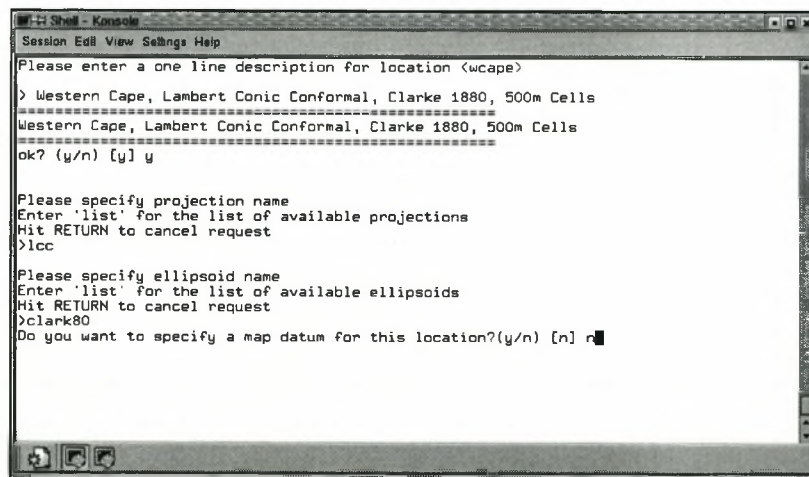 Shell - Konsole
Session Edit View Settings Help
Please enter a one line description for location <wcape>
> Western Cape, Lambert Conic Conformal, Clarke 1880, 500m Cells
=====================================================
Western Cape, Lambert Conic Conformal, Clarke 1880, 500m Cells
=====================================================
ok? (y/n) [y] y
Please specify projection name
Enter 'list' for the list of available projections
Hit RETURN to cancel request
>lcc
Please specify ellipsoid name
Enter 'list' for the list of available ellipsoids
Hit RETURN to cancel request
>clark80
Do you want to specify a map datum for this location?(y/n) [n] n